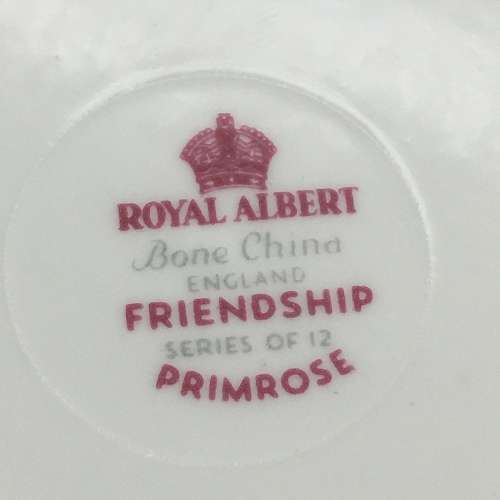 ROYAL ALBERT
Bone China
ENGLAND
FRIENDSHIP
SERIES OF 12
PRIMROSE